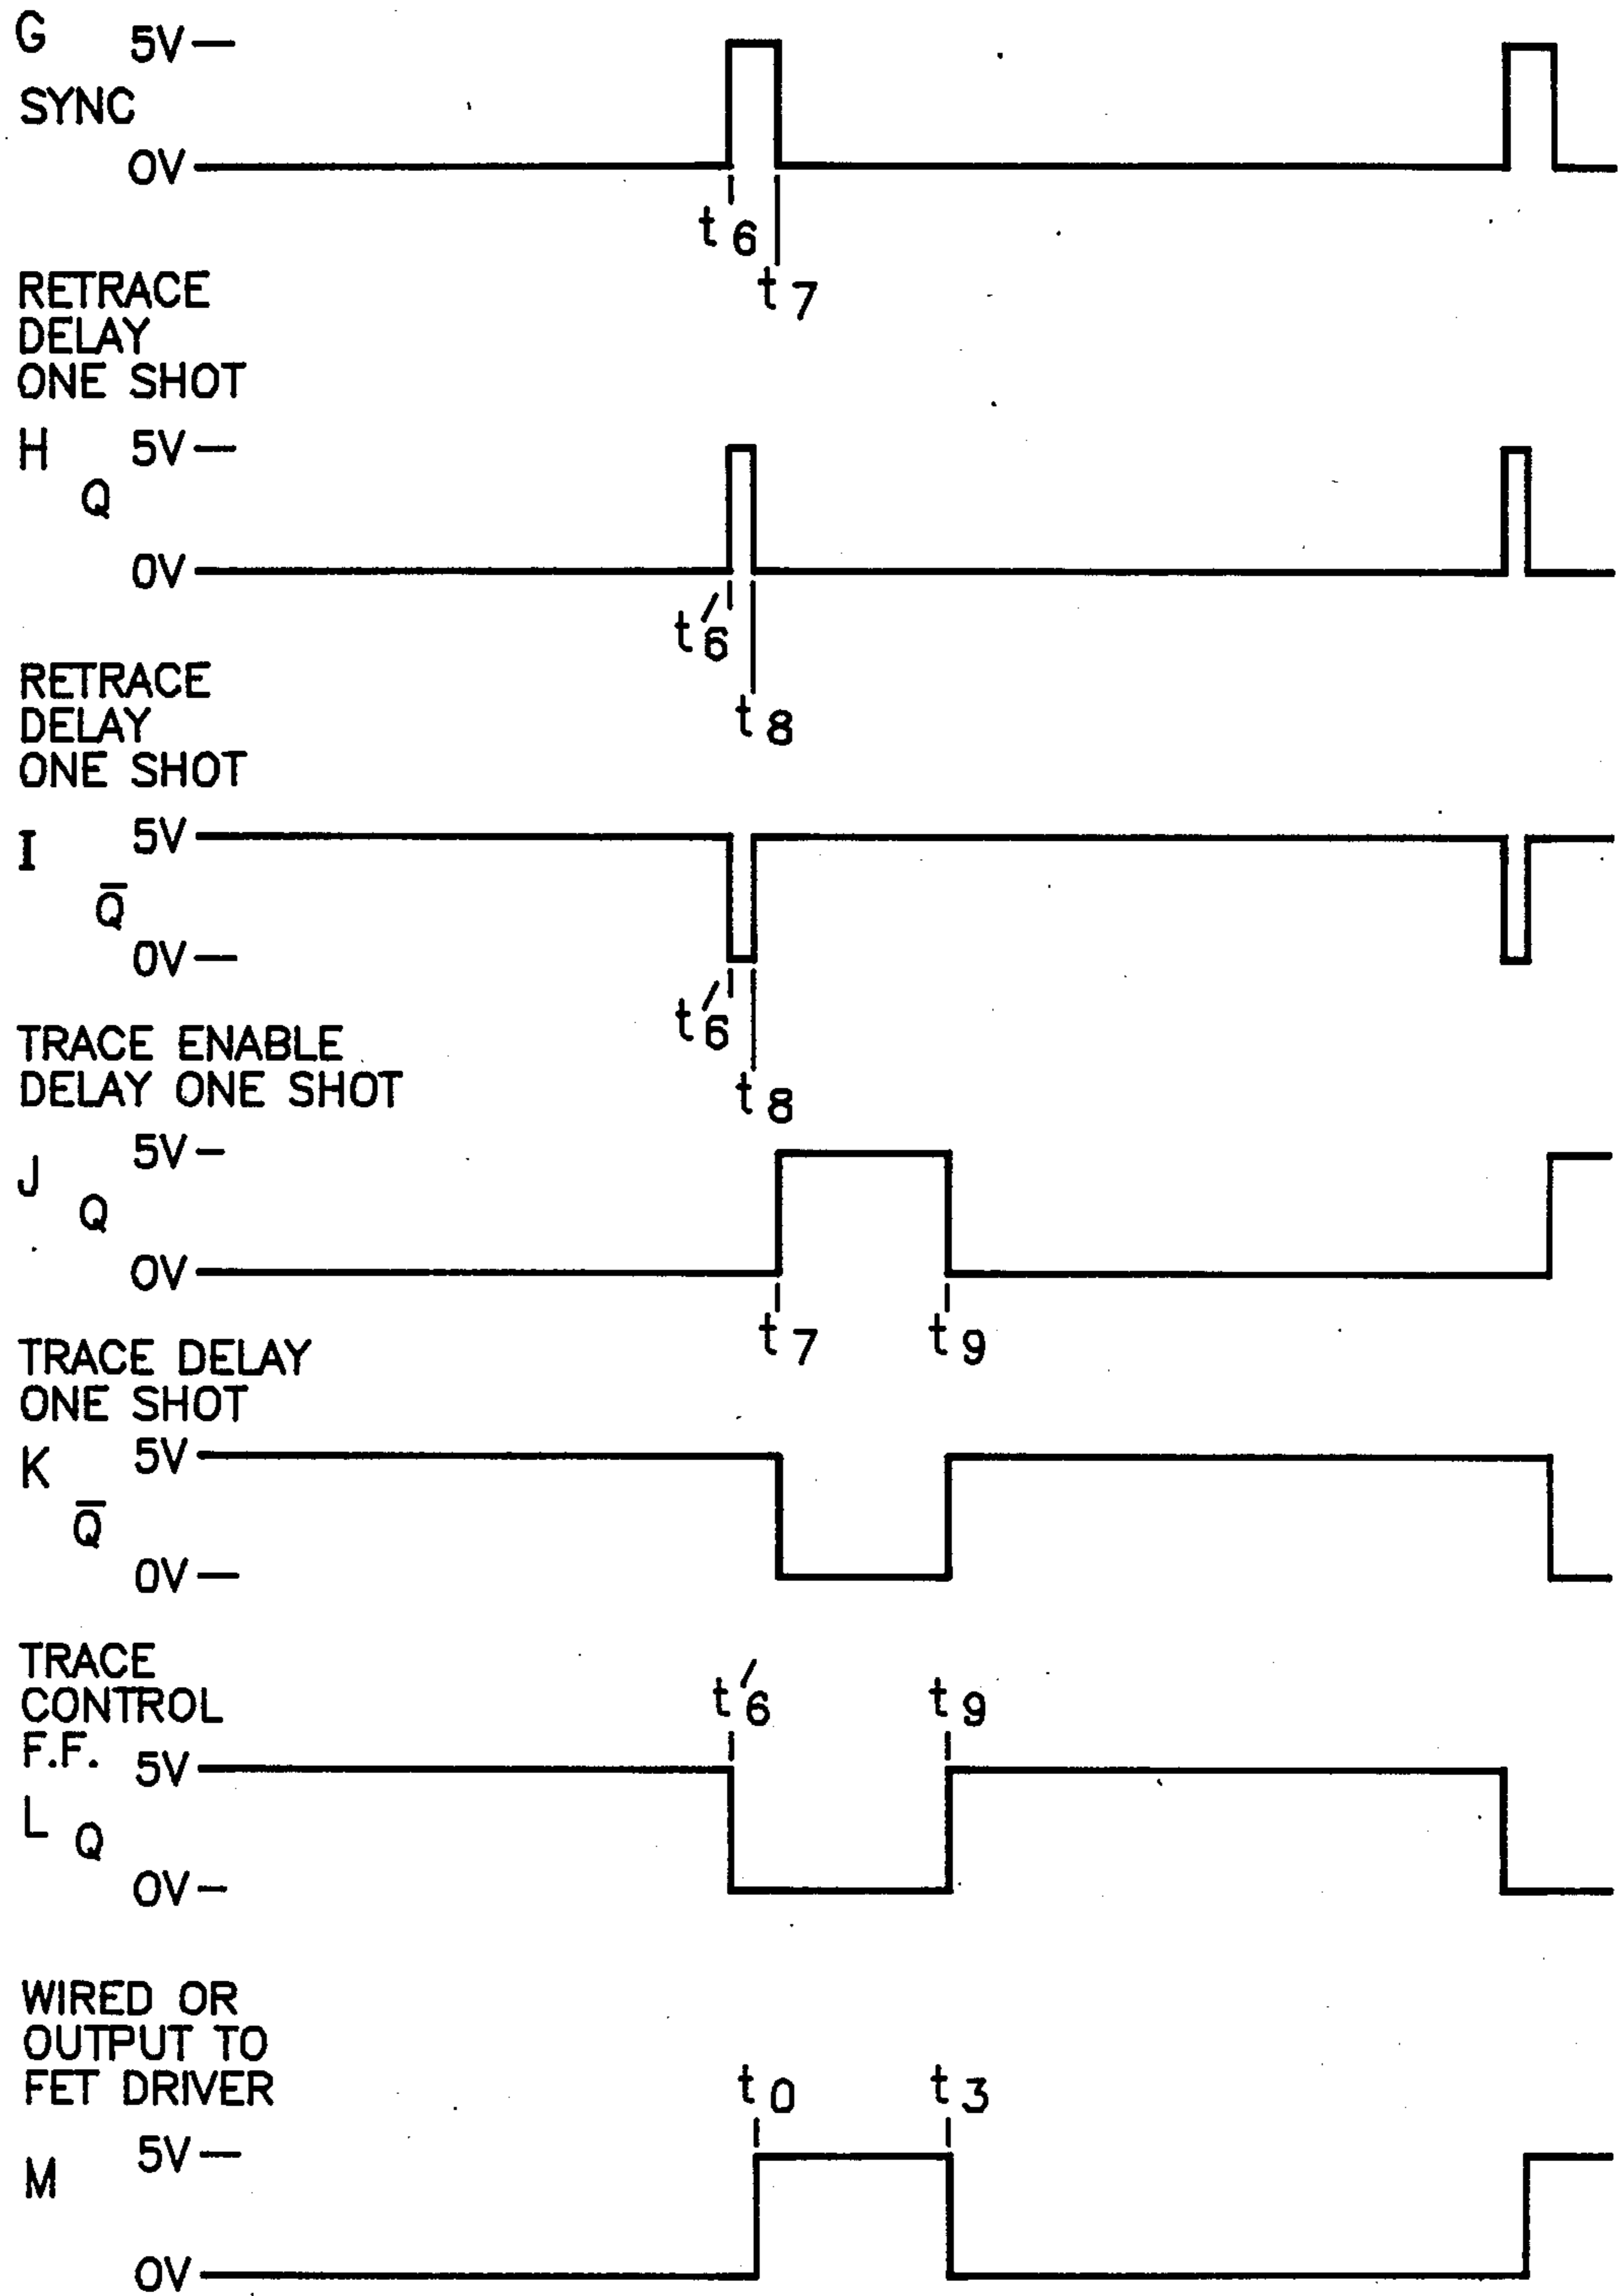 G 5V
SYNC
0V
t6
t7
RETRACE
DELAY
ONE SHOT
H 5V
Q
0V
t'6
t8
RETRACE
DELAY
ONE SHOT
I 5V
Q̅
0V
t'6
t8
TRACE ENABLE
DELAY ONE SHOT
J 5V
Q
0V
t7 t9
TRACE DELAY
ONE SHOT
K 5V
Q̅
0V
TRACE
CONTROL
F.F.
t'6 t9
5V
L Q
0V
WIRED OR
OUTPUT TO
FET DRIVER
t0 t3
M 5V
0V